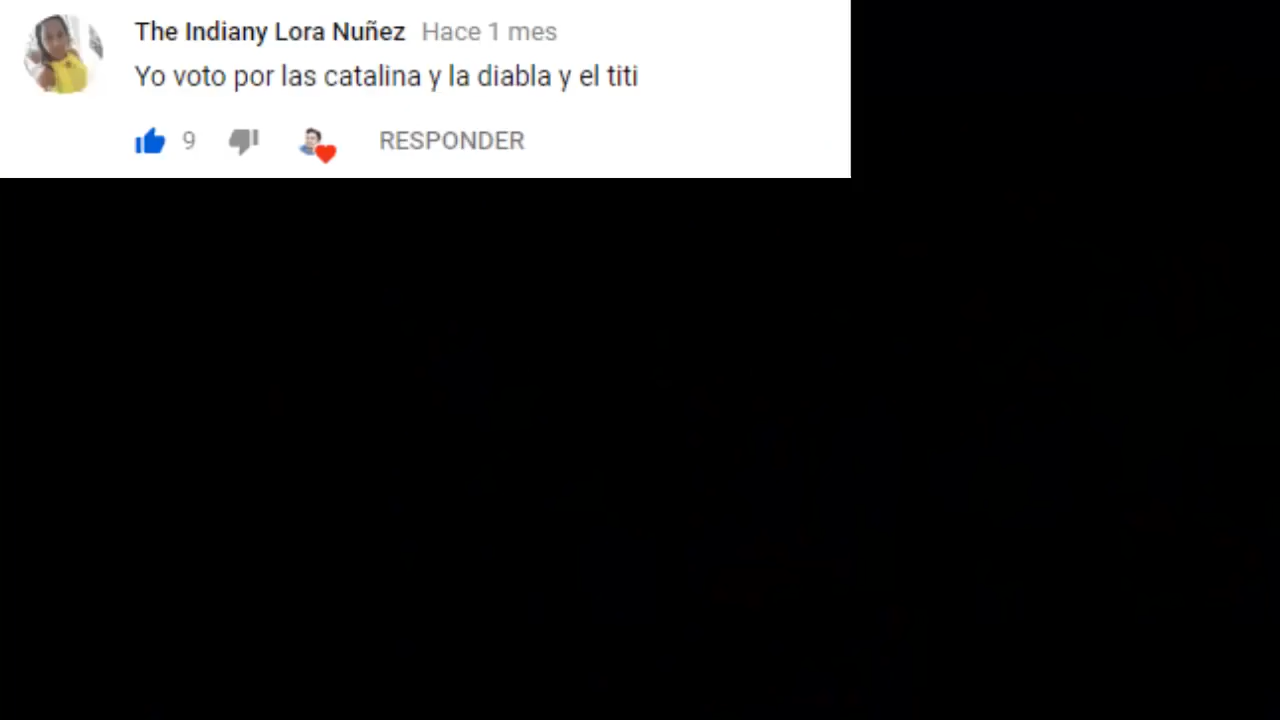 The Indiany Lora Nuñez Hace 1 mes
Yo voto por las catalina y la diabla y el titi
9 RESPONDER